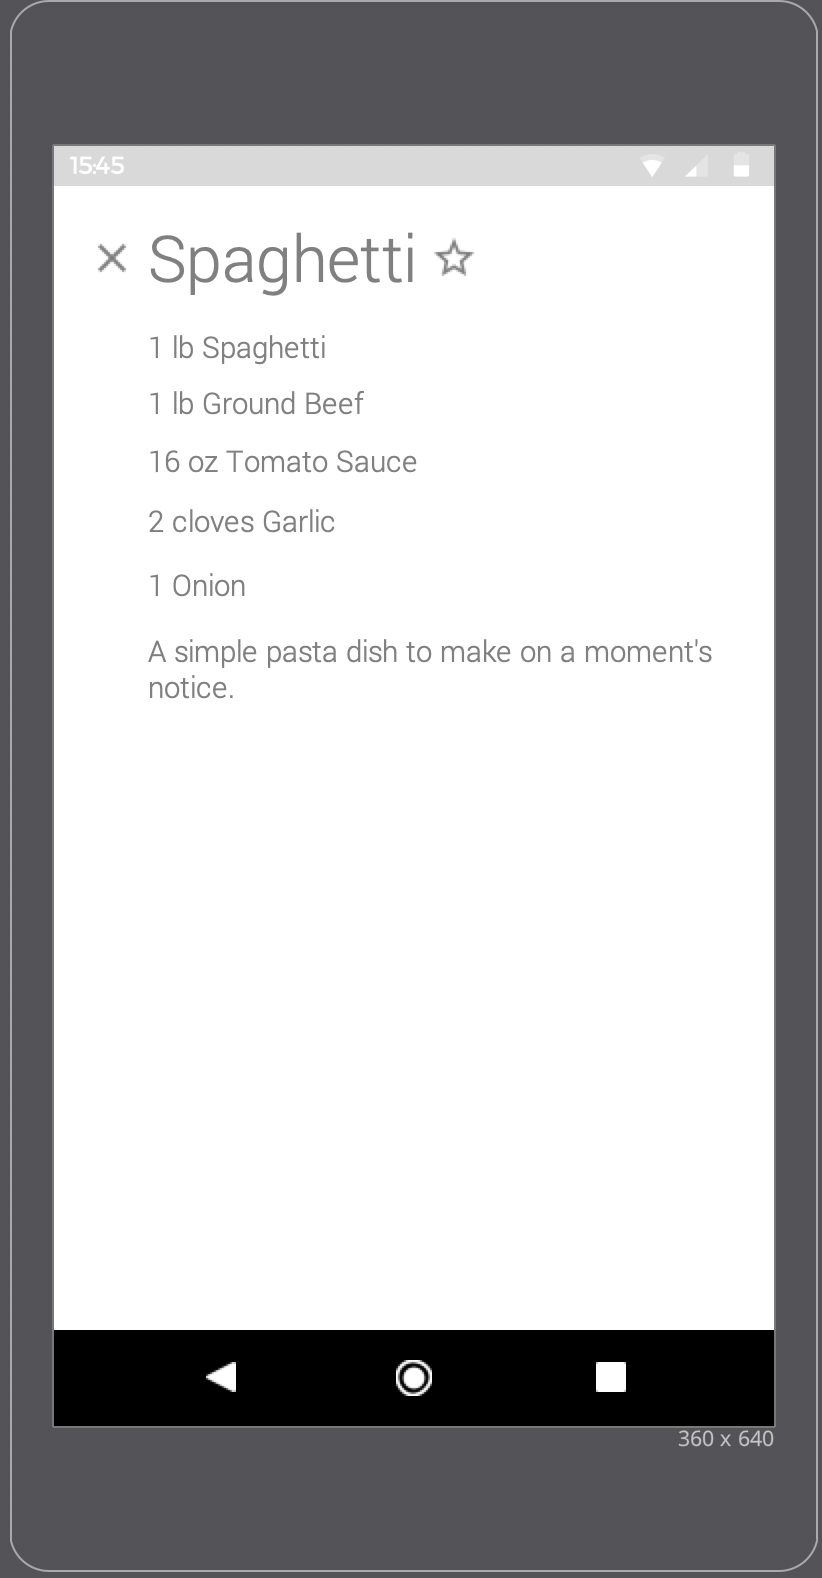 15:45
Spaghetti
1 lb Spaghetti
1 lb Ground Beef
16 oz Tomato Sauce
2 cloves Garlic
1 Onion
A simple pasta dish to make on a moment's
notice.
360 x 640